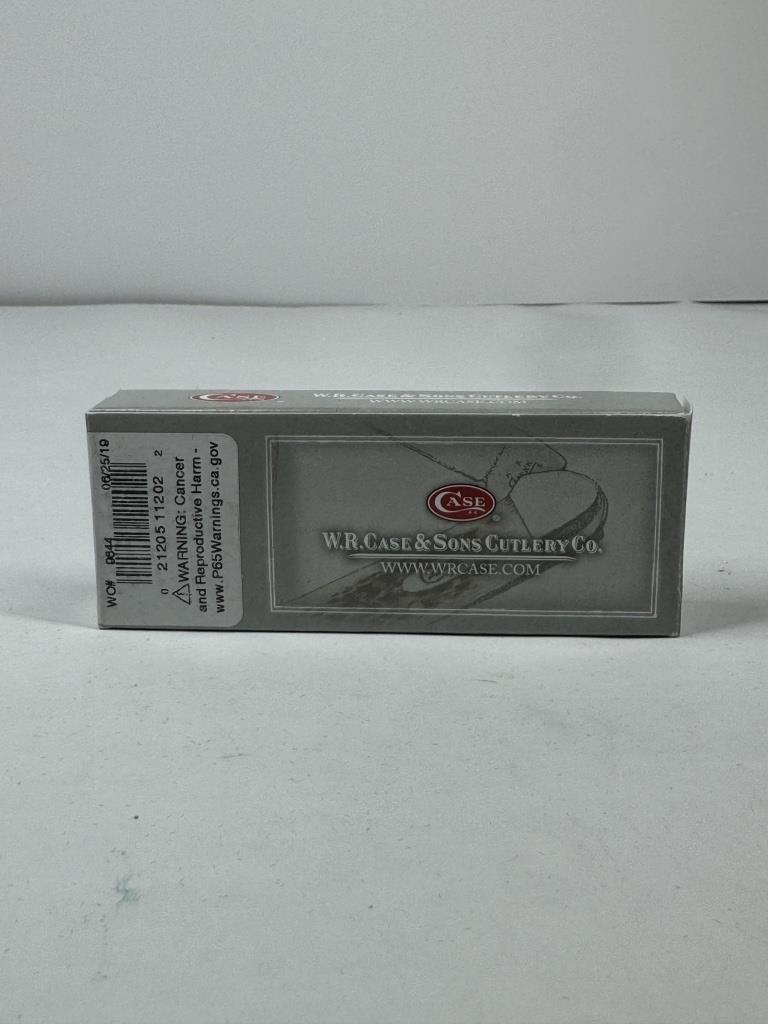 CASE
W.R. CASE & SONS CUTLERY CO.
WWW.WRCASE.COM
CASE
W.R. CASE & SONS CUTLERY CO.
WWW.WRCASE.COM
WO# 0644 06/25/19
0 21205 11202 2
⚠WARNING: Cancer
and Reproductive Harm -
www.P65Warnings.ca.gov